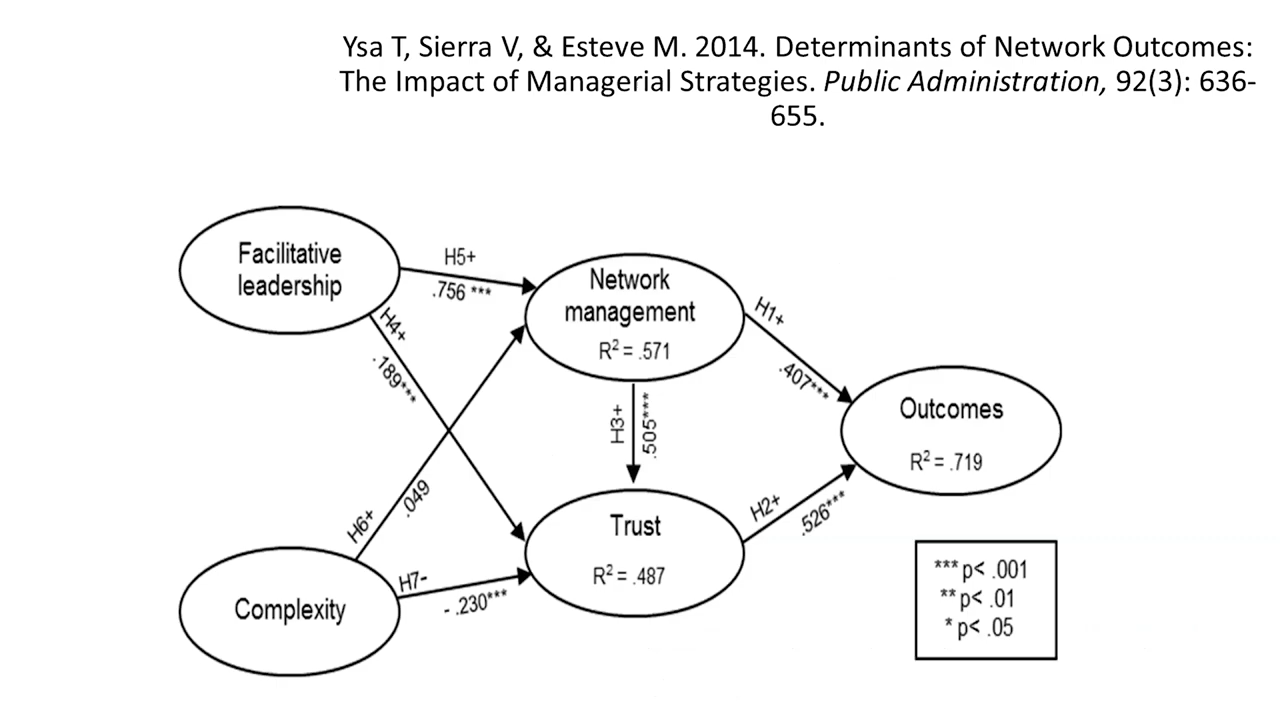 Ysa T, Sierra V, & Esteve M. 2014. Determinants of Network Outcomes:
The Impact of Managerial Strategies. Public Administration, 92(3): 636-
655.
Facilitative
leadership
H5+
.756 ***
H4+
.189***
Network
management
R² = .571
H1+
.407***
H3+
.505***
Outcomes
R² = .719
H6+
.049
Complexity
H7-
- .230***
Trust
R² = .487
H2+
.526***
*** p< .001
** p< .01
* p< .05